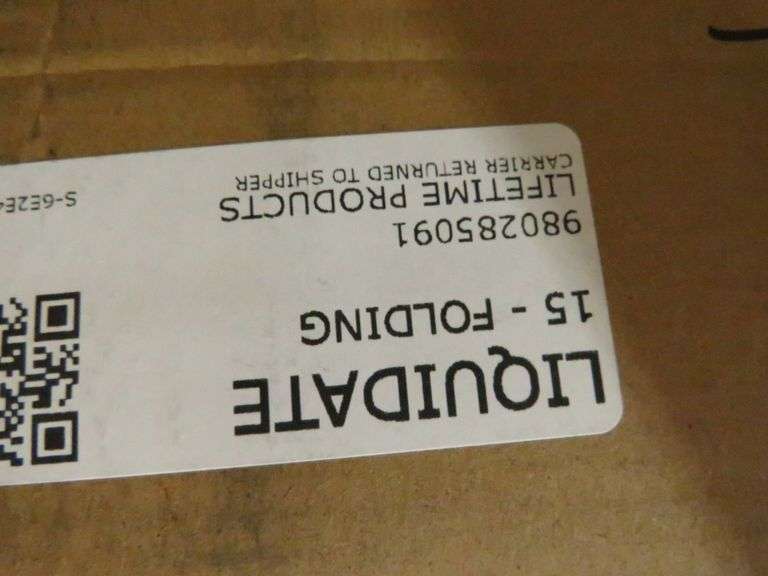 LIQUIDATE
15 - FOLDING
980285091
LIFETIME PRODUCTS
CARRIER RETURNED TO SHIPPER
S-6E2E